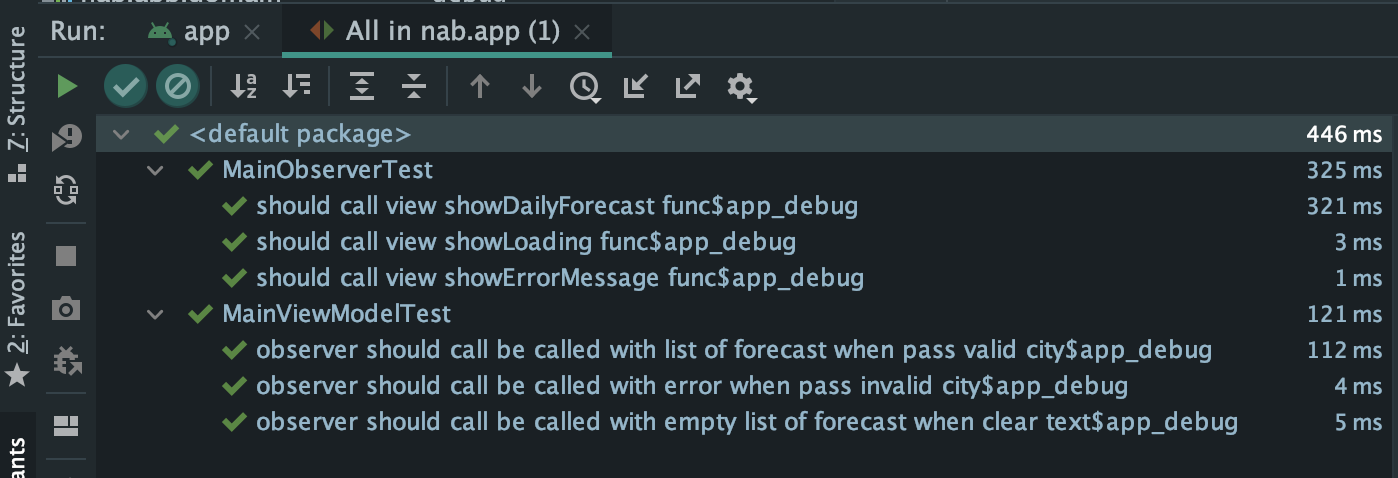 debug
Run: app All in nab.app (1)
Z: Structure
<default package> 446 ms
MainObserverTest 325 ms
should call view showDailyForecast func$app_debug 321 ms
should call view showLoading func$app_debug 3 ms
should call view showErrorMessage func$app_debug 1 ms
2: Favorites
MainViewModelTest 121 ms
observer should call be called with list of forecast when pass valid city$app_debug 112 ms
observer should call be called with error when pass invalid city$app_debug 4 ms
observer should call be called with empty list of forecast when clear text$app_debug 5 ms